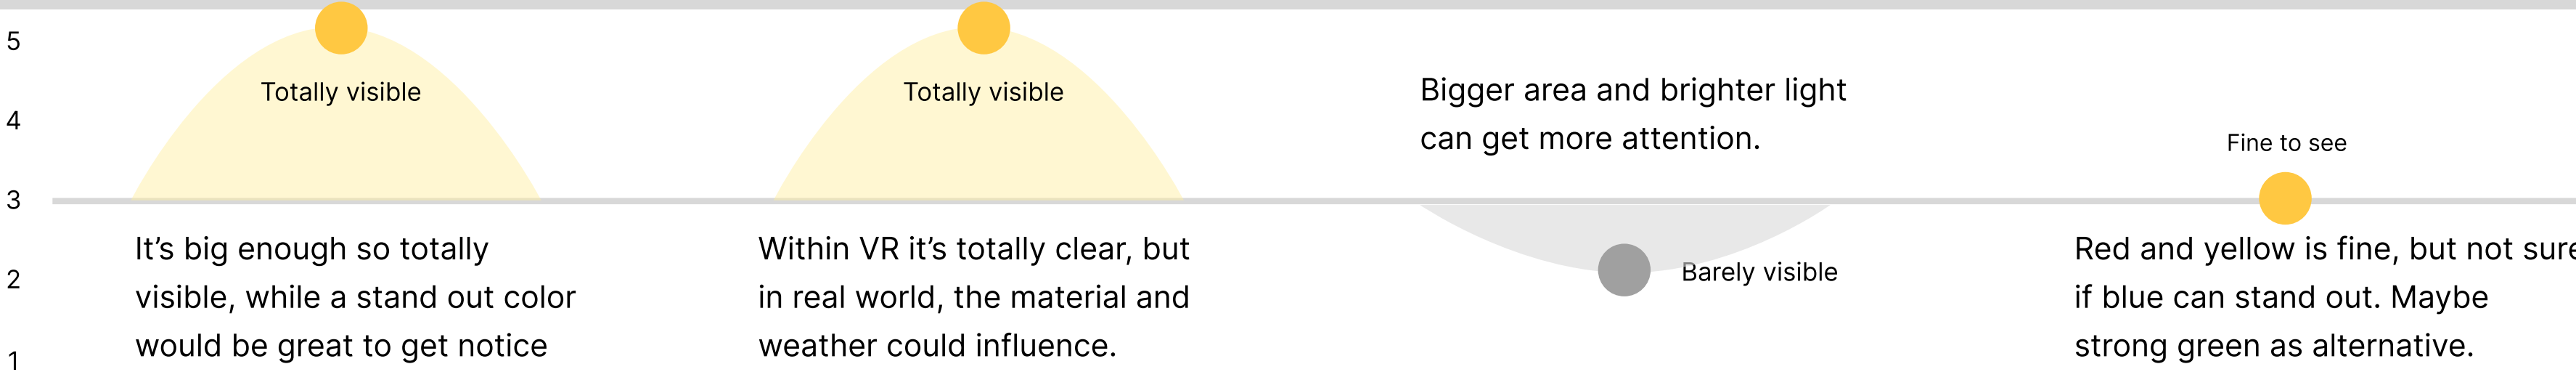 5
4
3
2
1
Totally visible
It’s big enough so totally
visible, while a stand out color
would be great to get notice
Totally visible
Within VR it’s totally clear, but
in real world, the material and
weather could influence.
Bigger area and brighter light
can get more attention.
Barely visible
Fine to see
Red and yellow is fine, but not sure
if blue can stand out. Maybe
strong green as alternative.